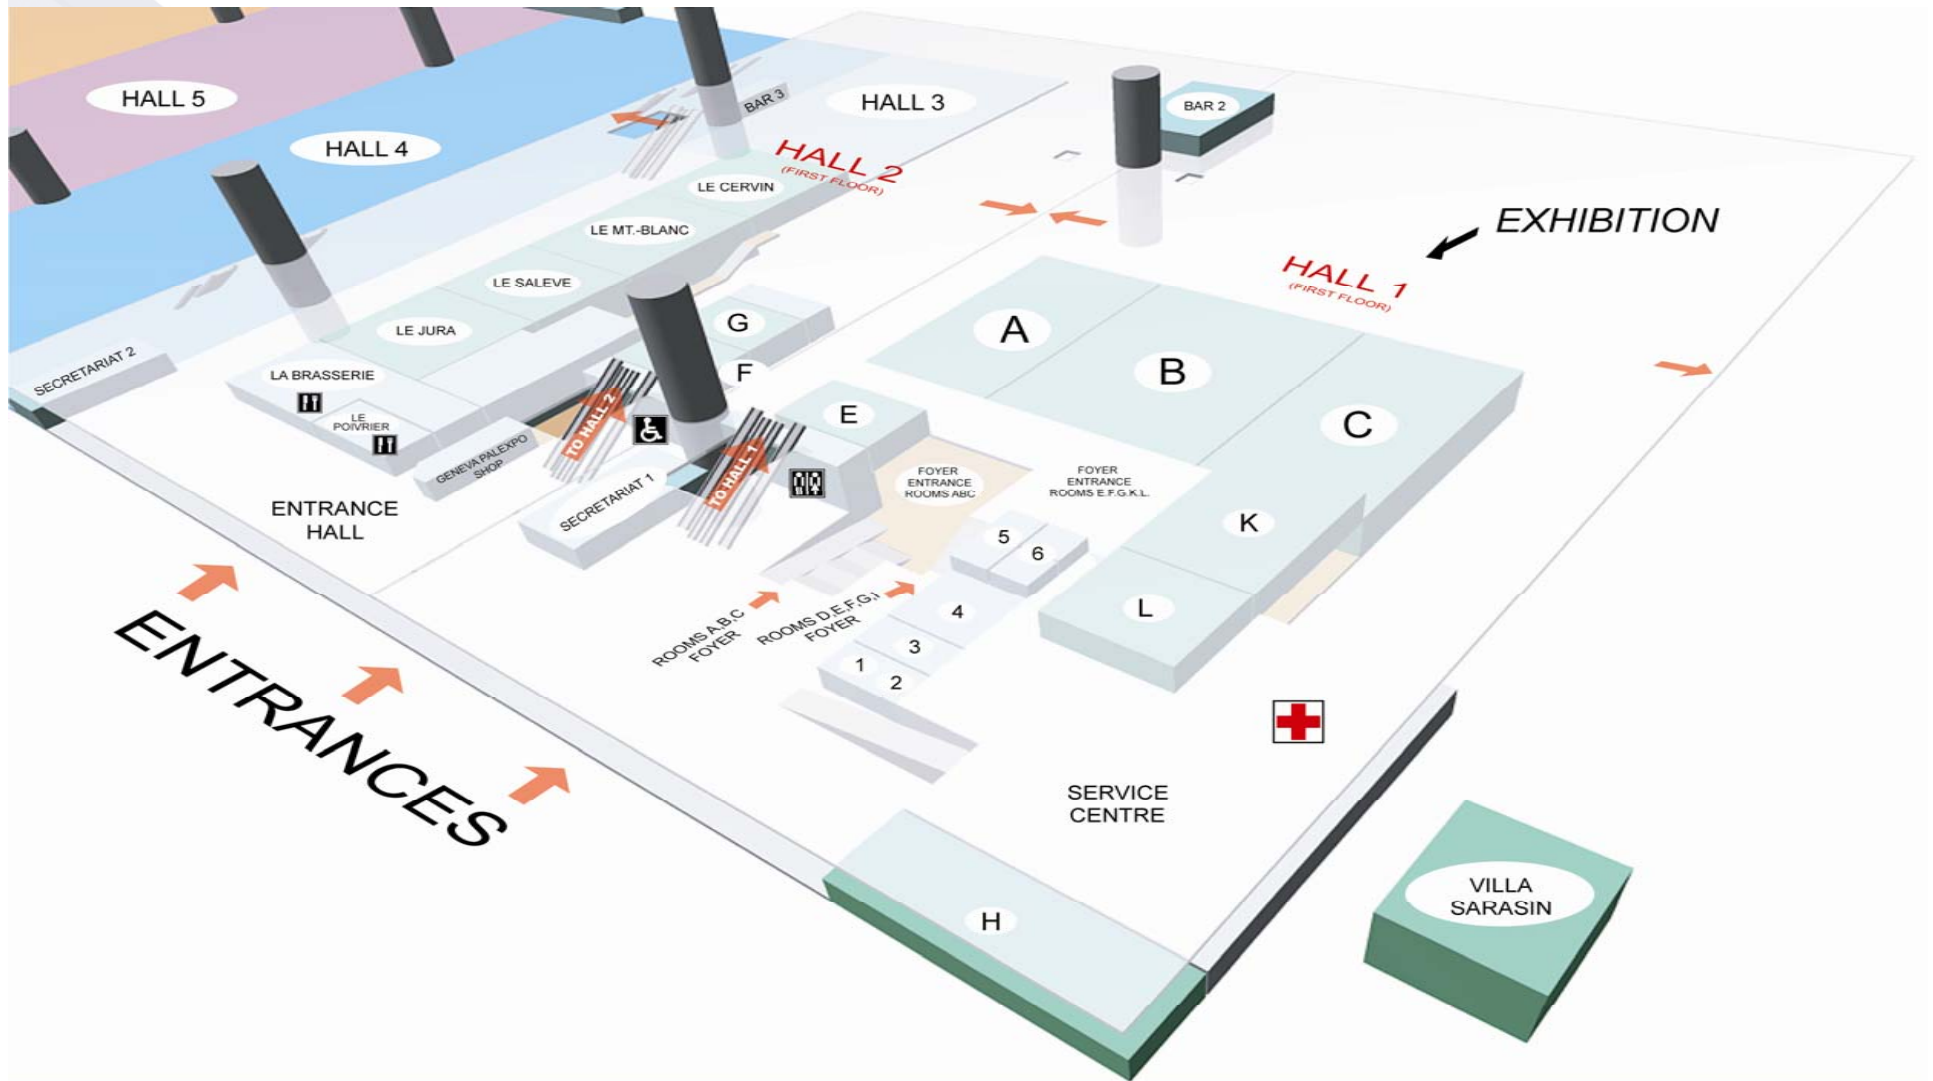 HALL 5
HALL 4
HALL 3
BAR 3
BAR 2
HALL 2
(FIRST FLOOR)
LE CERVIN
LE MT.-BLANC
LE SALEVE
LE JURA
EXHIBITION
HALL 1
(FIRST FLOOR)
SECRETARIAT 2
LA BRASSERIE
LE
POIVRIER
GENEVA PALEXPO
SHOP
G
F
E
A
B
C
TO HALL 2
TO HALL 1
SECRETARIAT 1
FOYER
ENTRANCE
ROOMS ABC
FOYER
ENTRANCE
ROOMS E.F.G.K.L.
ENTRANCE
HALL
5
6
K
L
4
3
1
2
ROOMS A,B,C
FOYER
ROOMS D,E,F,G,
FOYER
ENTRANCES
SERVICE
CENTRE
H
VILLA
SARASIN